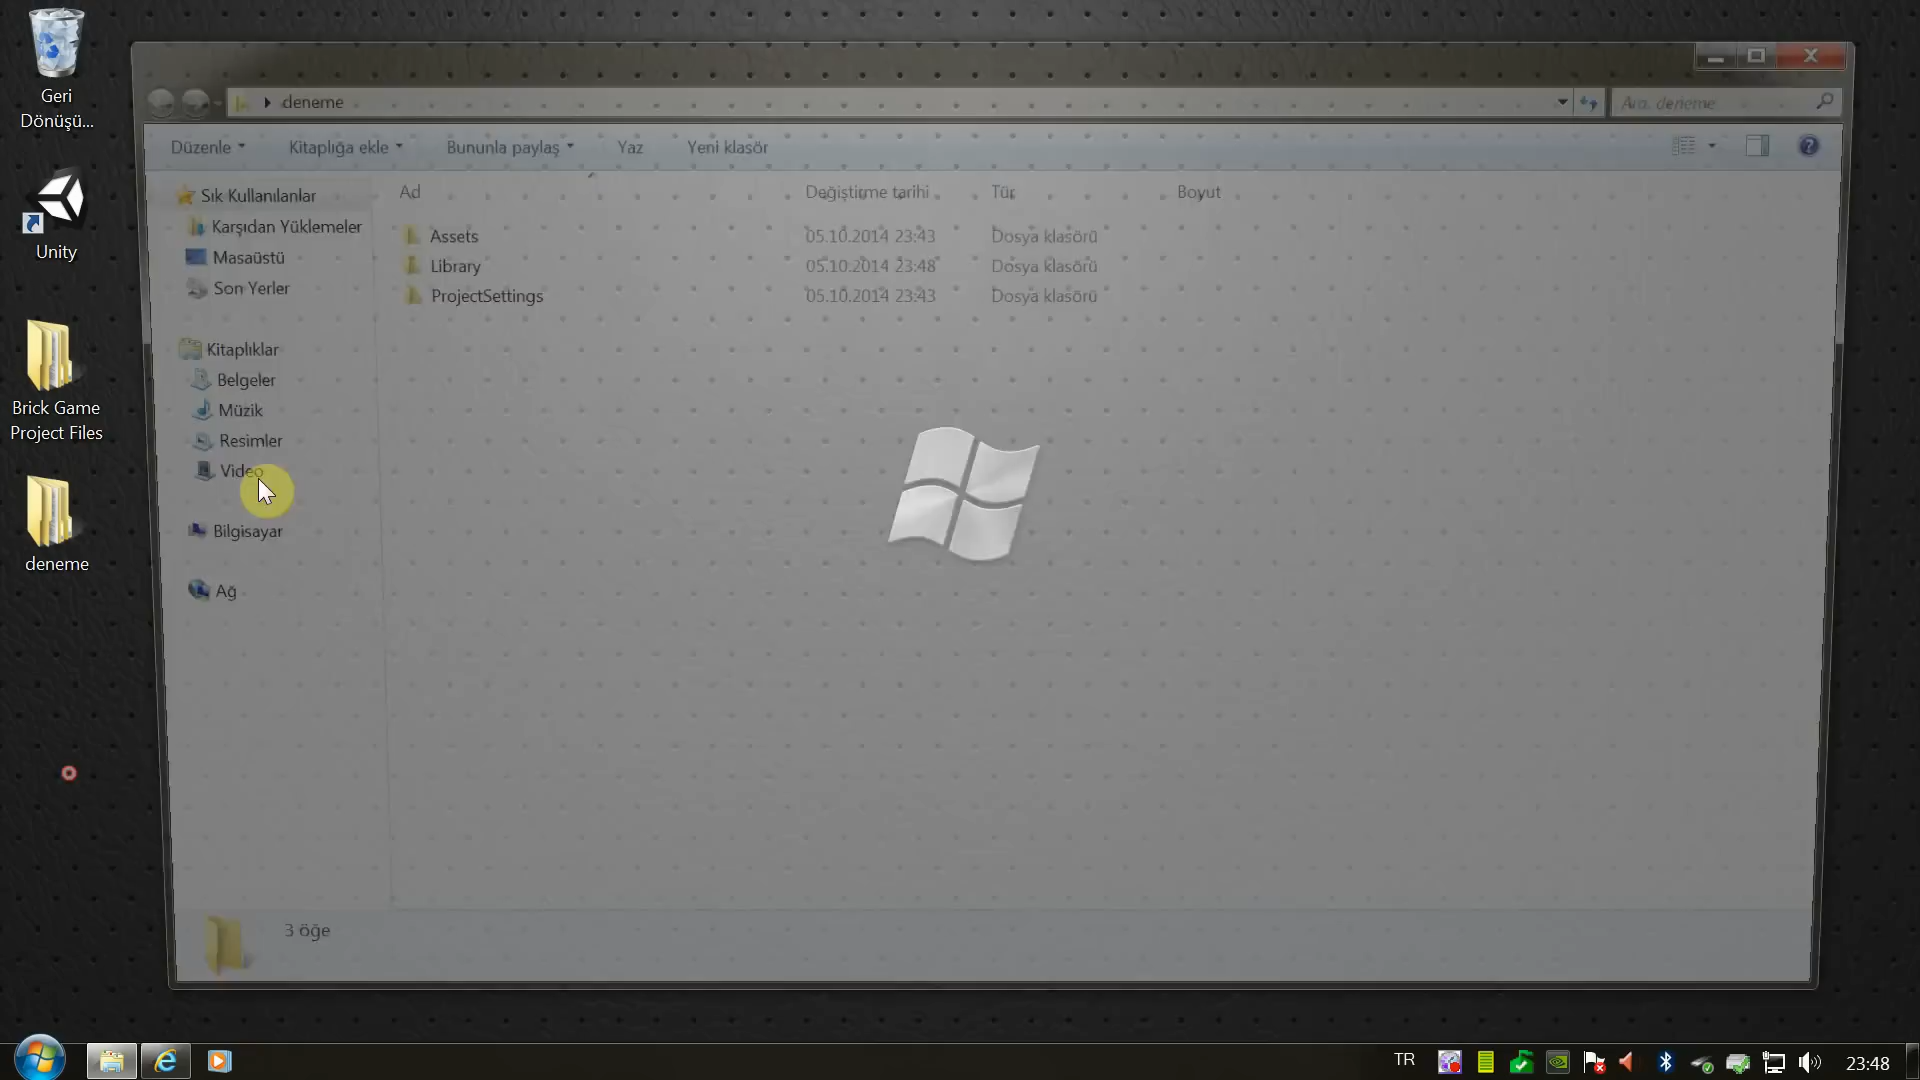 Geri
Dönüşü...
Unity
Brick Game
Project Files
deneme
deneme
Ara: deneme
Düzenle
Kitaplığa ekle
Bununla paylaş
Yaz
Yeni klasör
Sık Kullanılanlar
Karşıdan Yüklemeler
Masaüstü
Son Yerler
Kitaplıklar
Belgeler
Müzik
Resimler
Video
Bilgisayar
Ağ
Ad
Değiştirme tarihi
Tür
Boyut
Assets
05.10.2014 23:43
Dosya klasörü
Library
05.10.2014 23:48
Dosya klasörü
ProjectSettings
05.10.2014 23:43
Dosya klasörü
3 öğe
TR
23:48